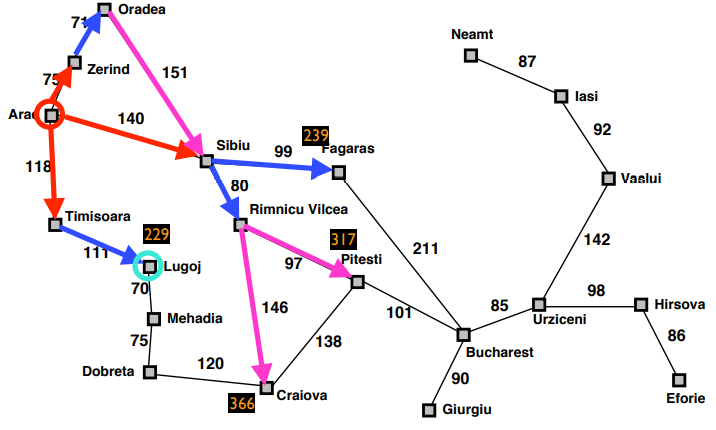 Oradea
71
Neamt
87
Zerind
75
151
Iasi
Arad
140
92
239
Sibiu
99
Fagaras
118
80
Vaslui
Timisoara
Rimnicu Vilcea
229
111
Lugoj
97
317
Pitesti
211
142
70
146
98
Hirsova
85
Mehadia
101
Urziceni
75
138
86
Bucharest
Dobreta
120
90
Eforie
366
Craiova
Giurgiu